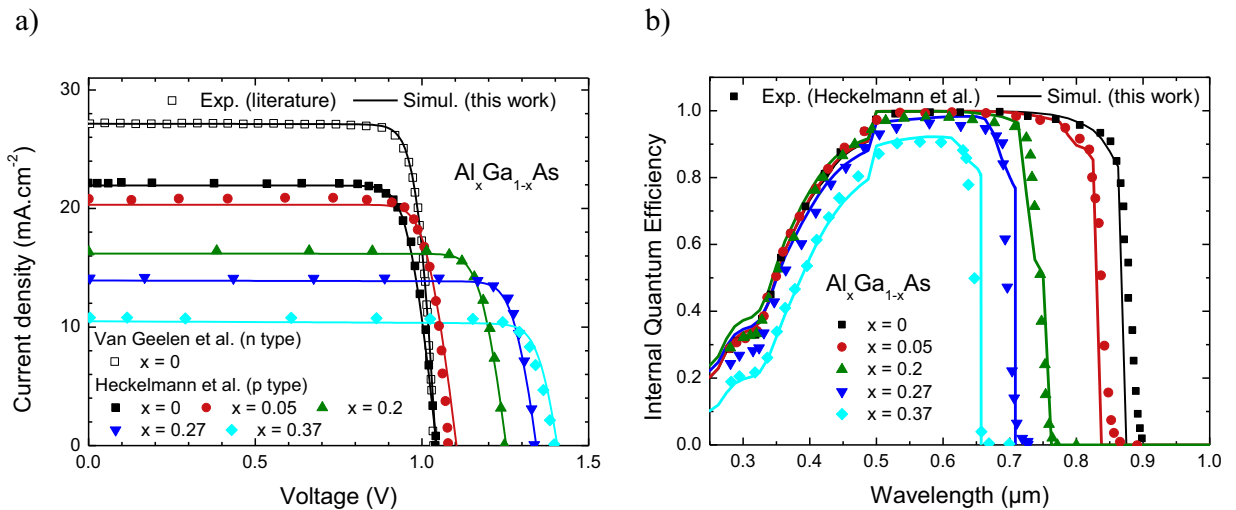 a)
30
20
10
0
0.0 0.5 1.0 1.5
Current density (mA.cm-2)
Voltage (V)
Exp. (literature) Simul. (this work)
AlxGa1-xAs
Van Geelen et al. (n type)
x = 0
Heckelmann et al. (p type)
x = 0 x = 0.05 x = 0.2
x = 0.27 x = 0.37
b)
1.0
0.8
0.6
0.4
0.2
0.0
0.3 0.4 0.5 0.6 0.7 0.8 0.9 1.0
Internal Quantum Efficiency
Wavelength (µm)
Exp. (Heckelmann et al.) Simul. (this work)
AlxGa1-xAs
x = 0
x = 0.05
x = 0.2
x = 0.27
x = 0.37